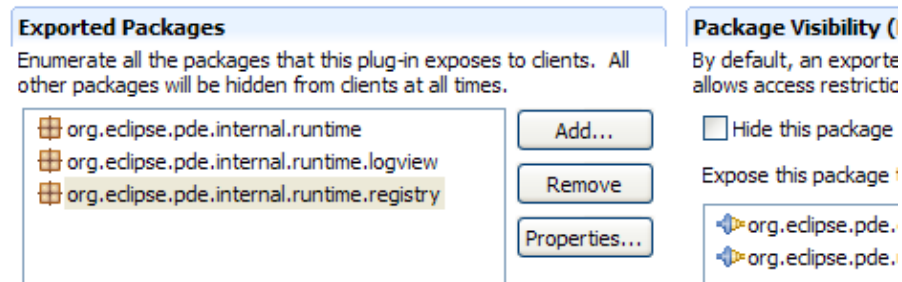 Exported Packages
Enumerate all the packages that this plug-in exposes to clients. All
other packages will be hidden from clients at all times.
org.eclipse.pde.internal.runtime
org.eclipse.pde.internal.runtime.logview
org.eclipse.pde.internal.runtime.registry
Add...
Remove
Properties...
Package Visibility (
By default, an exporte
allows access restrictio
Hide this package
Expose this package
org.eclipse.pde.
org.eclipse.pde.